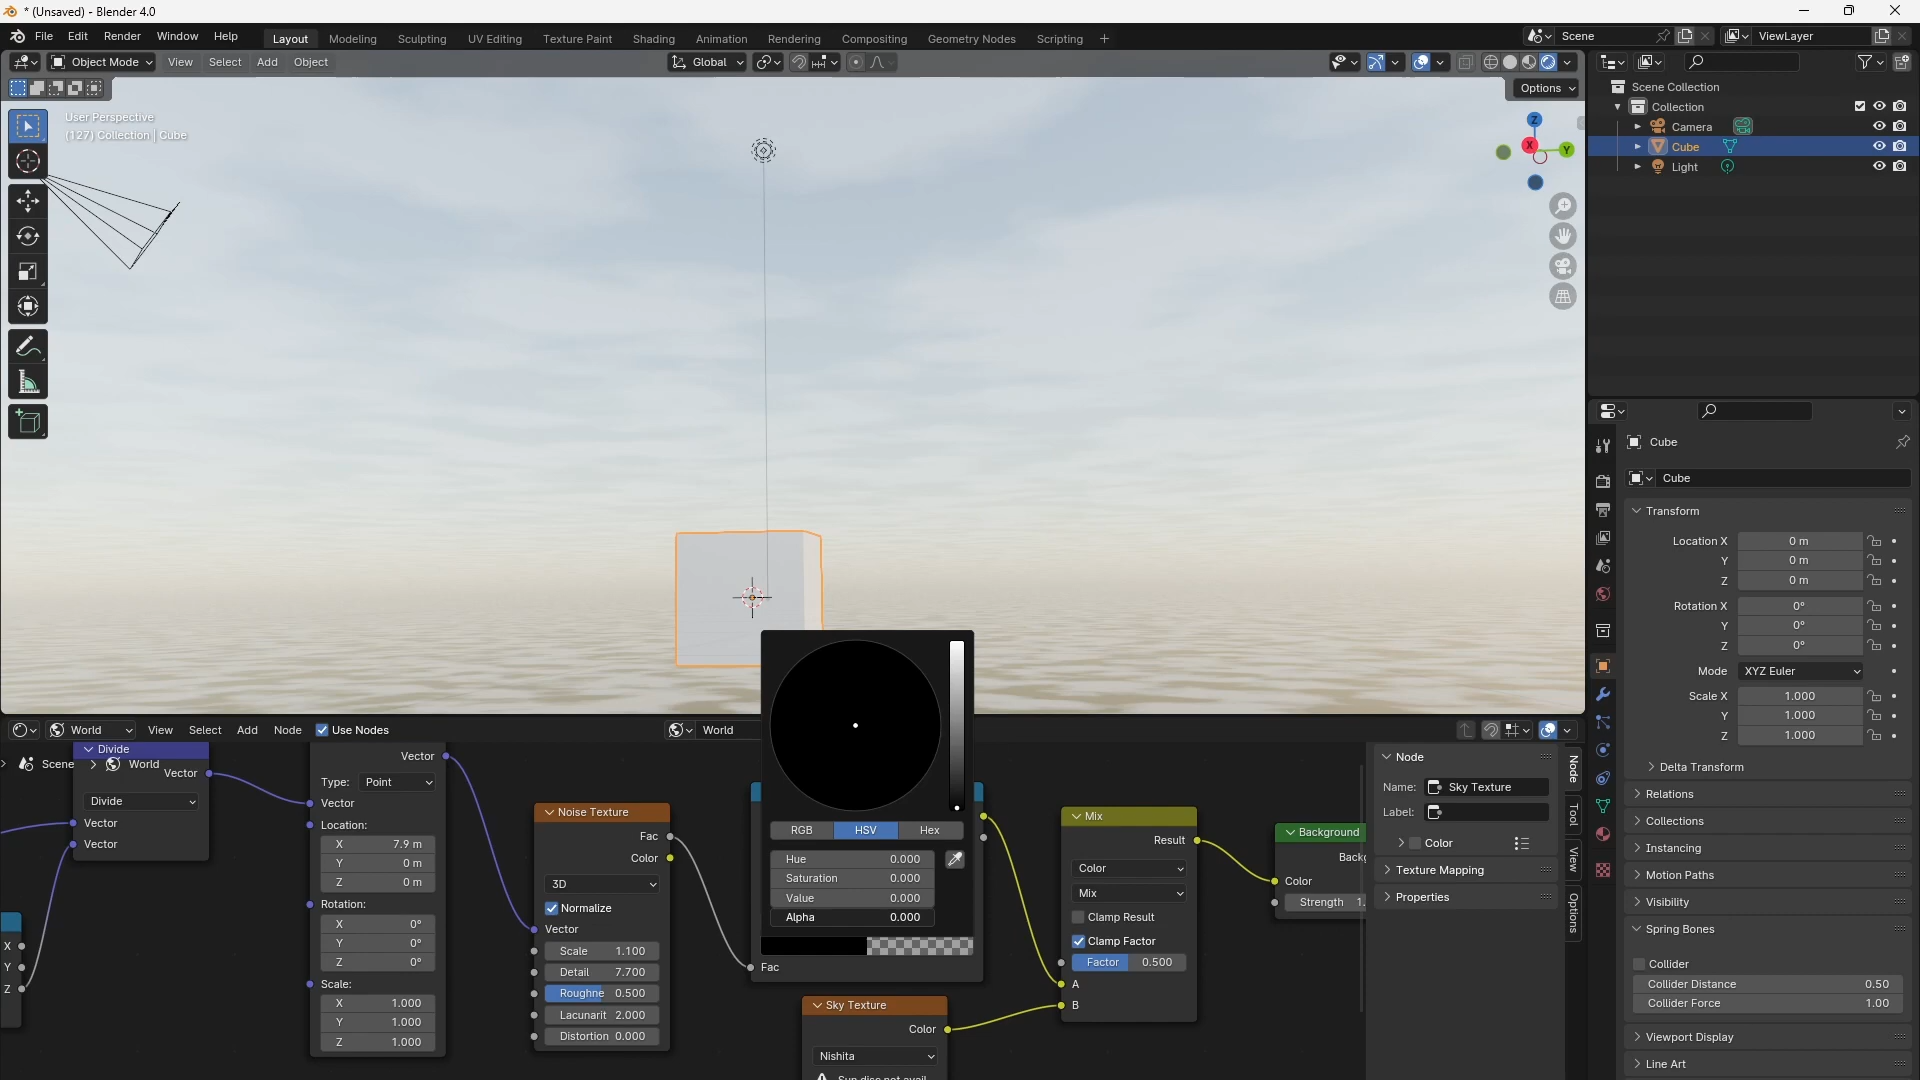 * (Unsaved) - Blender 4.0
File Edit Render Window Help
Layout Modeling Sculpting UV Editing Texture Paint Shading Animation Rendering Compositing Geometry Nodes Scripting +
Scene
ViewLayer
Object Mode View Select Add Object
Global
Options
User Perspective
(127) Collection | Cube
Z
X
Y
Scene Collection
Collection
Camera
Cube
Light
Cube
Cube
Transform
Location X 0 m
Y 0 m
Z 0 m
Rotation X 0°
Y 0°
Z 0°
Mode XYZ Euler
Scale X 1.000
Y 1.000
Z 1.000
Delta Transform
Relations
Collections
Instancing
Motion Paths
Visibility
Spring Bones
Collider
Collider Distance 0.50
Collider Force 1.00
Viewport Display
Line Art
World View Select Add Node Use Nodes
World
Scene > World
Divide
Vector
Divide
Vector
Vector
X
Y
Z
Vector
Type: Point
Vector
Location:
X 7.9 m
Y 0 m
Z 0 m
Rotation:
X 0°
Y 0°
Z 0°
Scale:
X 1.000
Y 1.000
Z 1.000
Noise Texture
Fac
Color
3D
Normalize
Vector
Scale 1.100
Detail 7.700
Roughne 0.500
Lacunarit 2.000
Distortion 0.000
RGB HSV Hex
Hue 0.000
Saturation 0.000
Value 0.000
Alpha 0.000
Fac
Sky Texture
Color
Nishita
Mix
Result
Color
Mix
Clamp Result
Clamp Factor
Factor 0.500
A
B
Background
Backg
Color
Strength 1.
Node
Name: Sky Texture
Label:
Color
Texture Mapping
Properties
Node
Tool
View
Options